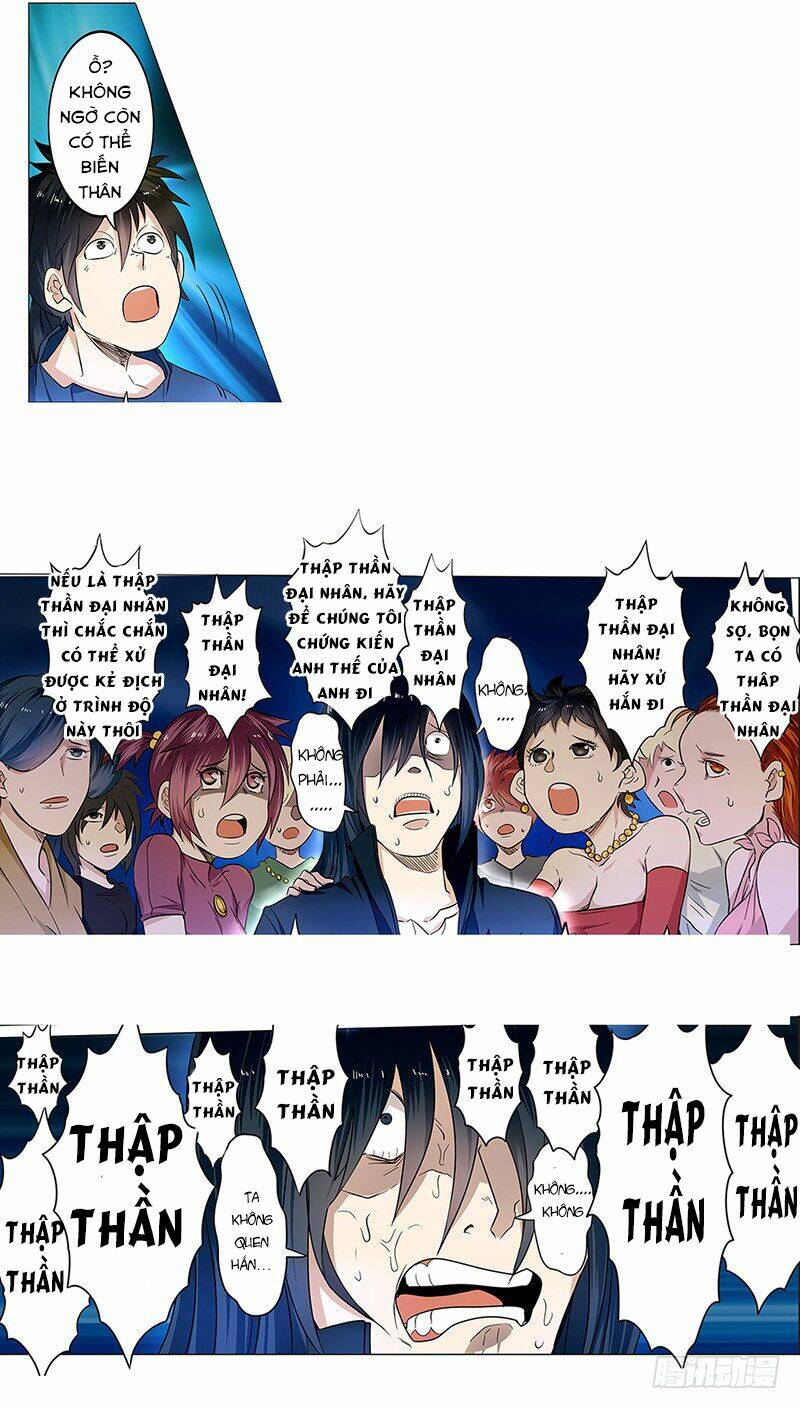 Ồ?
KHÔNG
NGỜ CÒN
CÓ THỂ
BIẾN
THÂN
NẾU LÀ THẬP
THẦN ĐẠI NHÂN
THÌ CHẮC CHẮN
CÓ THỂ XỬ
ĐƯỢC KẺ ĐỊCH
Ở TRÌNH ĐỘ
NÀY THÔI
THẬP
THẦN
ĐẠI
NHÂN!
THẬP THẦN
ĐẠI NHÂN, HÃY
ĐỂ CHÚNG TÔI
CHỨNG KIẾN
ANH THẾ CỦA
ANH ĐI
KHÔNG
PHẢI...
.....
THẬP
THẦN
ĐẠI
NHÂN
KHÔNG,
....
THẬP
THẦN ĐẠI
NHÂN!
HÃY XỬ
HẮN ĐI
KHÔNG
SỢ, BỌN
TA CÓ
THẬP
THẦN ĐẠI
NHÂN
THẬP
THẦN
THẬP
THẦN
THẬP
THẦN
THẬP
THẦN
THẬP
THẦN
TA
KHÔNG
QUEN
HẮN...
THẬP
THẦN
THẬP
THẦN
KHÔNG....
KHÔNG
THẬP
THẦN
THẬP
THẦN
腾讯动漫